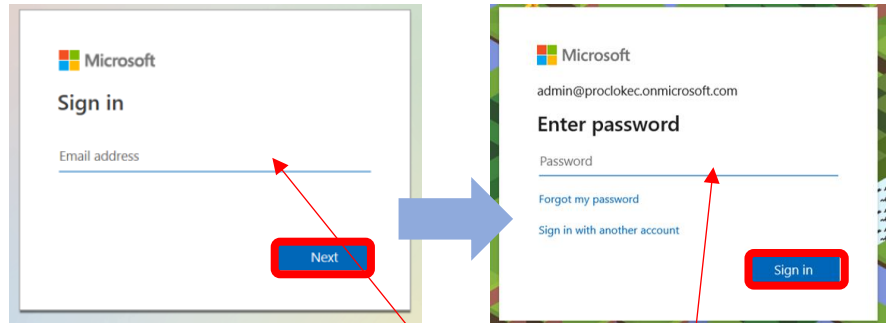 Microsoft
Sign in
Email address
Next
Microsoft
admin@proclokec.onmicrosoft.com
Enter password
Password
Forgot my password
Sign in with another account
Sign in